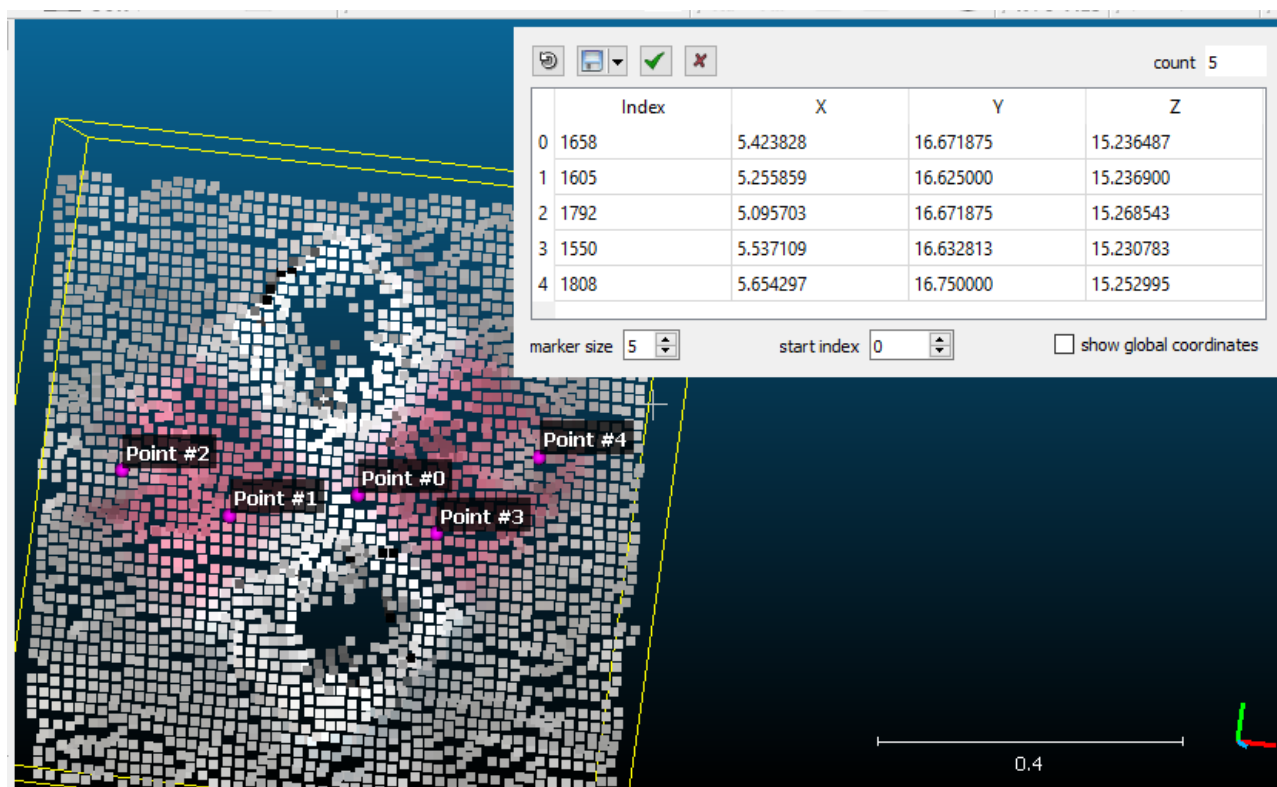 count 5
Index X Y Z
0 1658 5.423828 16.671875 15.236487
1 1605 5.255859 16.625000 15.236900
2 1792 5.095703 16.671875 15.268543
3 1550 5.537109 16.632813 15.230783
4 1808 5.654297 16.750000 15.252995
marker size 5 start index 0 show global coordinates
Point #4
Point #2
Point #0
Point #1
Point #3
0.4